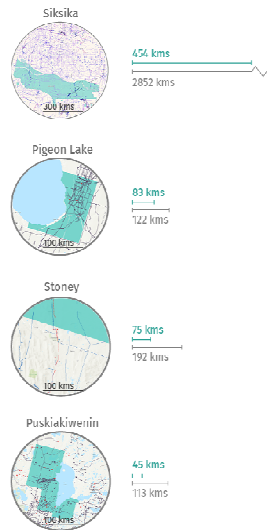 Siksika
454 kms
2852 kms
300 kms
Pigeon Lake
83 kms
122 kms
100 kms
Stoney
75 kms
192 kms
100 kms
Puskiakiwenin
45 kms
113 kms
100 kms